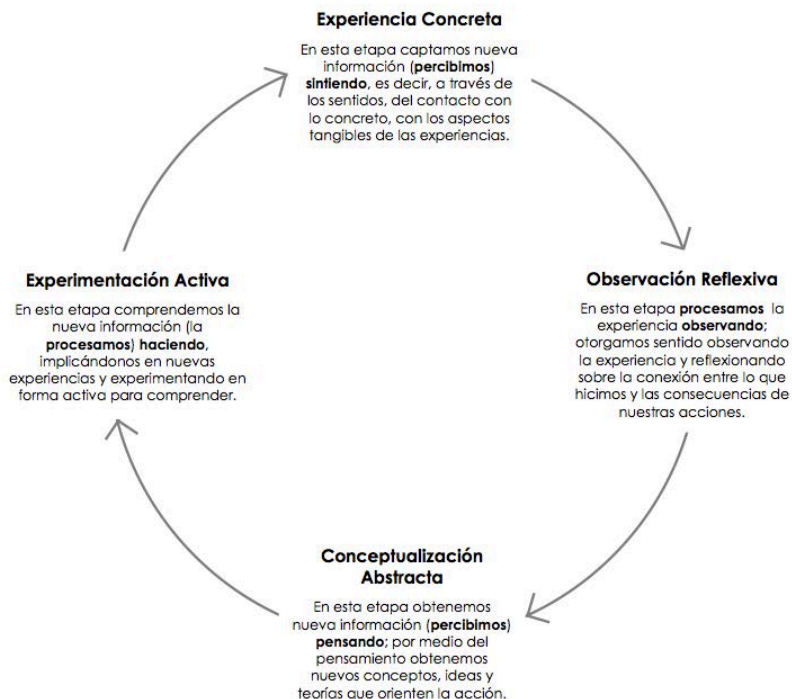 Experiencia Concreta
En esta etapa captamos nueva
información (percibimos)
sintiendo, es decir, a través de
los sentidos, del contacto con
lo concreto, con los aspectos
tangibles de las experiencias.
Experimentación Activa
En esta etapa comprendemos la
nueva información (la
procesamos) haciendo,
implicándonos en nuevas
experiencias y experimentando en
forma activa para comprender.
Observación Reflexiva
En esta etapa procesamos la
experiencia observando;
otorgamos sentido observando
la experiencia y reflexionando
sobre la conexión entre lo que
hicimos y las consecuencias de
nuestras acciones.
Conceptualización
Abstracta
En esta etapa obtenemos
nueva información (percibimos)
pensando; por medio del
pensamiento obtenemos
nuevos conceptos, ideas y
teorías que orienten la acción.